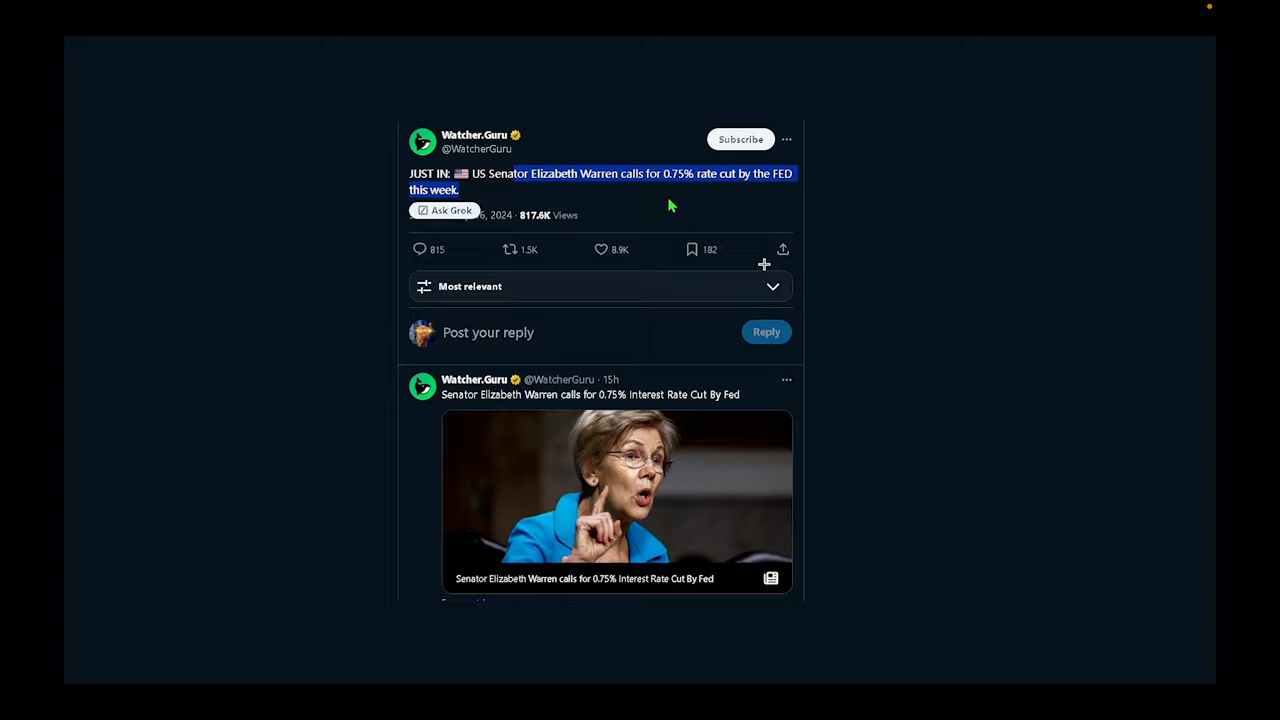 Watcher.Guru
@WatcherGuru
Subscribe
JUST IN: 🇺🇸 US Senator Elizabeth Warren calls for 0.75% rate cut by the FED
this week.
Ask Grok
6, 2024 · 817.6K Views
815 1.5K 8.9K 182
Most relevant
Post your reply
Reply
Watcher.Guru @WatcherGuru · 15h
Senator Elizabeth Warren calls for 0.75% Interest Rate Cut By Fed
Senator Elizabeth Warren calls for 0.75% Interest Rate Cut By Fed